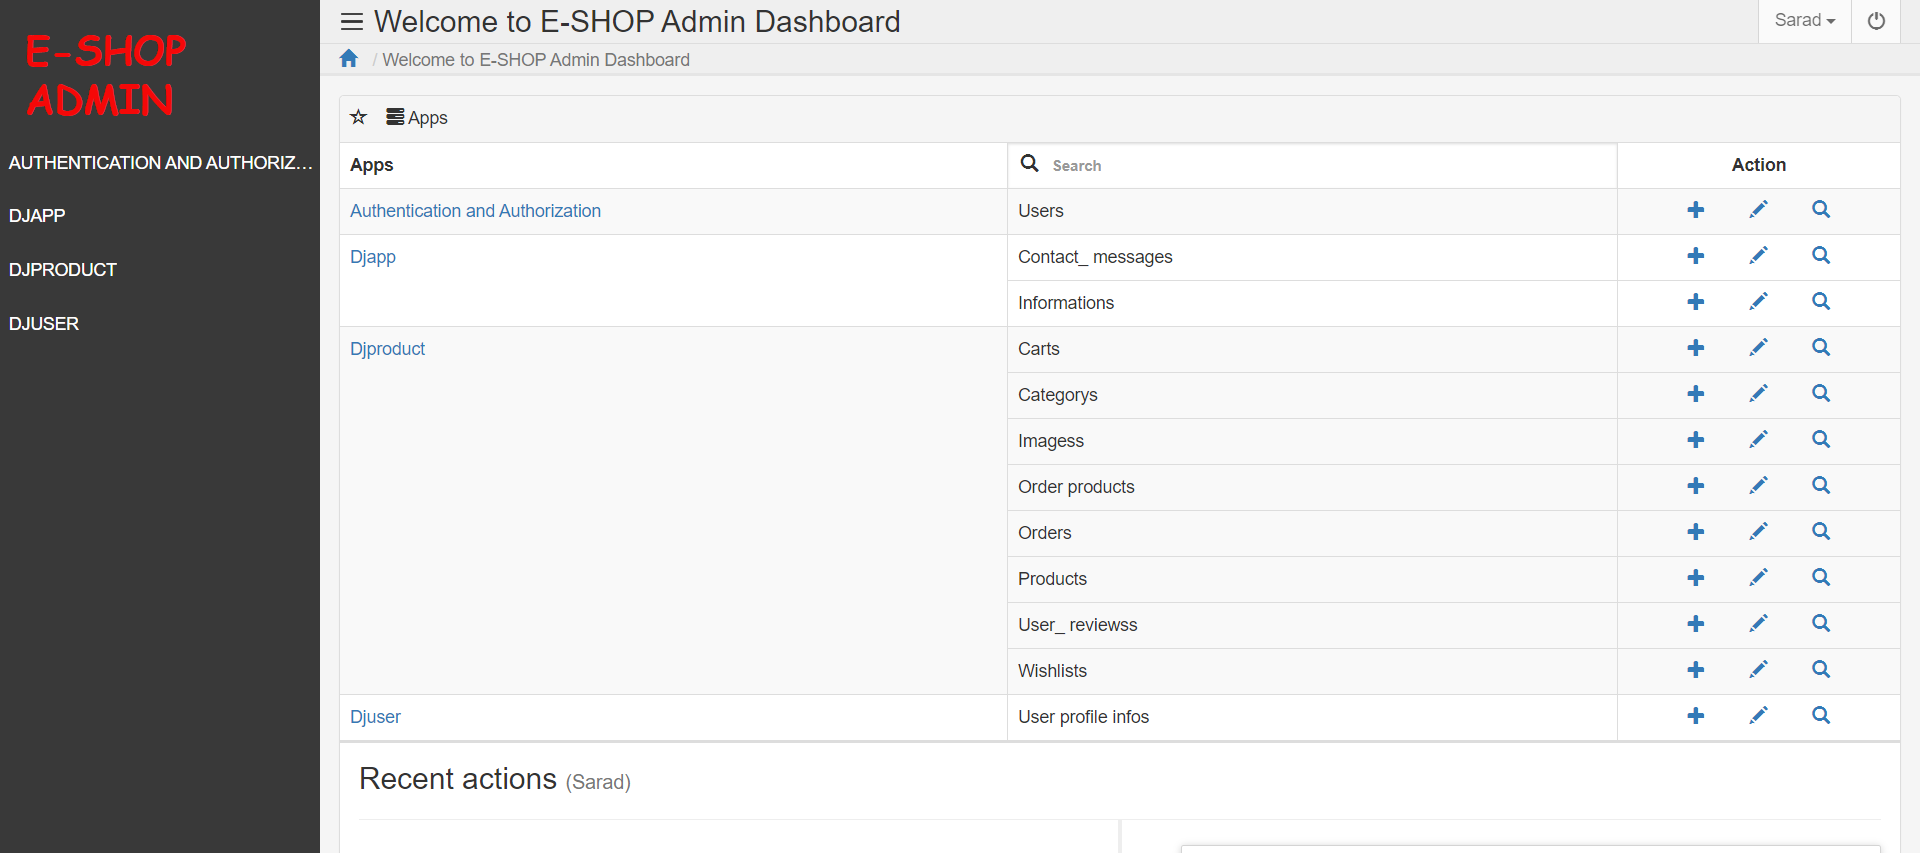 E-SHOP
ADMIN
AUTHENTICATION AND AUTHORIZ...
DJAPP
DJPRODUCT
DJUSER
Welcome to E-SHOP Admin Dashboard
Sarad
/ Welcome to E-SHOP Admin Dashboard
Apps
Apps Search Action
Authentication and Authorization Users
Djapp Contact_ messages
Informations
Djproduct Carts
Categorys
Imagess
Order products
Orders
Products
User_ reviewss
Wishlists
Djuser User profile infos
Recent actions (Sarad)